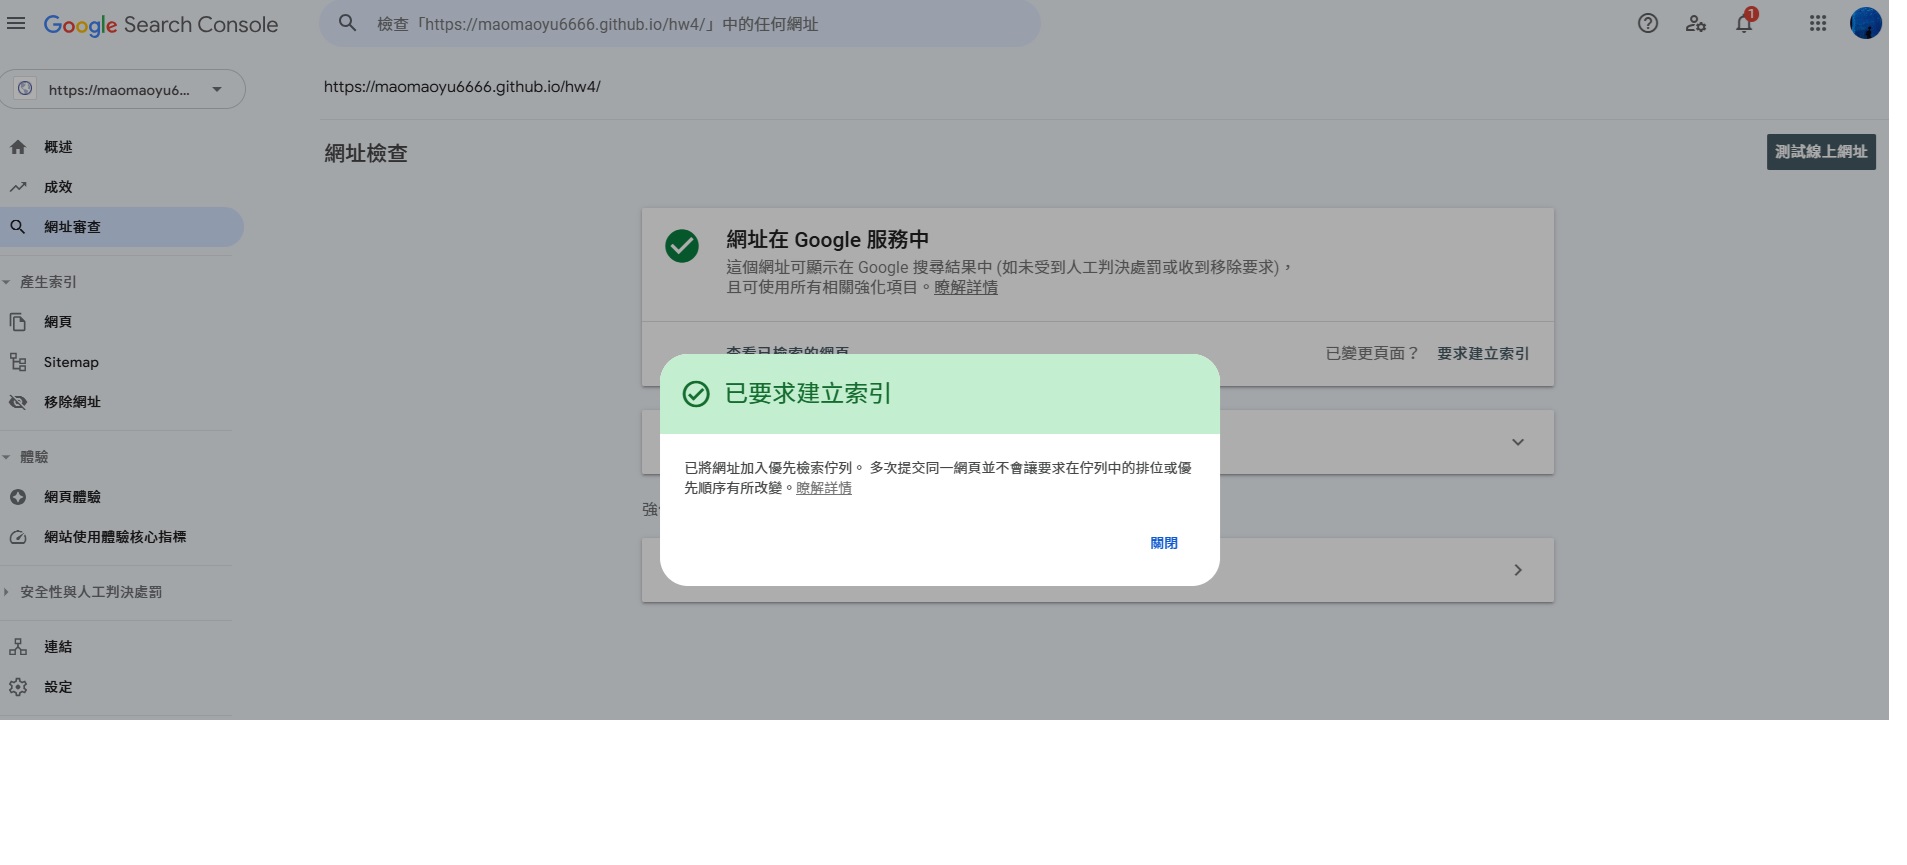 Google Search Console
檢查「https://maomaoyu6666.github.io/hw4/」中的任何網址
1
https://maomaoyu6...
https://maomaoyu6666.github.io/hw4/
概述
網址檢查
測試線上網址
成效
網址審查
網址在 Google 服務中
這個網址可顯示在 Google 搜尋結果中 (如未受到人工判決處罰或收到移除要求)，
且可使用所有相關強化項目。瞭解詳情
產生索引
網頁
查看已檢索的網頁
已變更頁面？ 要求建立索引
Sitemap
移除網址
已要求建立索引
已將網址加入優先檢索佇列。 多次提交同一網頁並不會讓要求在佇列中的排位或優
先順序有所改變。瞭解詳情
關閉
體驗
網頁體驗
強
網站使用體驗核心指標
安全性與人工判決處罰
連結
設定